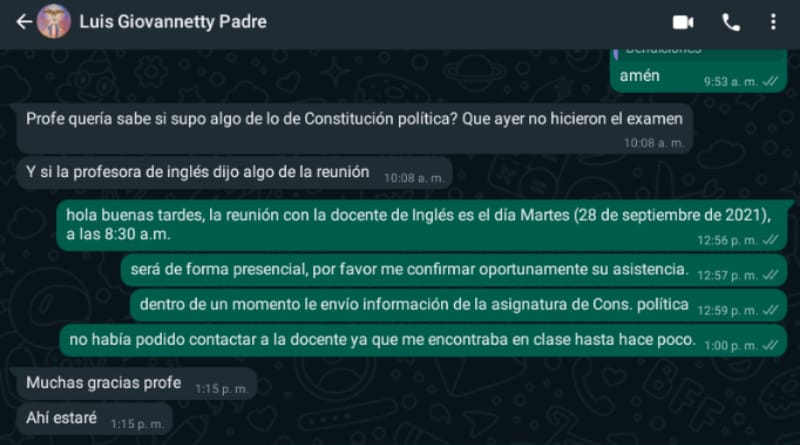 Luis Giovannetty Padre
amén
9:53 a. m.
Profe quería sabe si supo algo de lo de Constitución política? Que ayer no hicieron el examen
10:08 a. m.
Y si la profesora de inglés dijo algo de la reunión 10:08 a. m.
hola buenas tardes, la reunión con la docente de Inglés es el día Martes (28 de septiembre de 2021),
a las 8:30 a.m.
12:56 p. m.
será de forma presencial, por favor me confirmar oportunamente su asistencia. 12:57 p. m.
dentro de un momento le envío información de la asignatura de Cons. política 12:59 p. m.
no había podido contactar a la docente ya que me encontraba en clase hasta hace poco. 1:00 p. m.
Muchas gracias profe 1:15 p. m.
Ahí estaré 1:15 p. m.